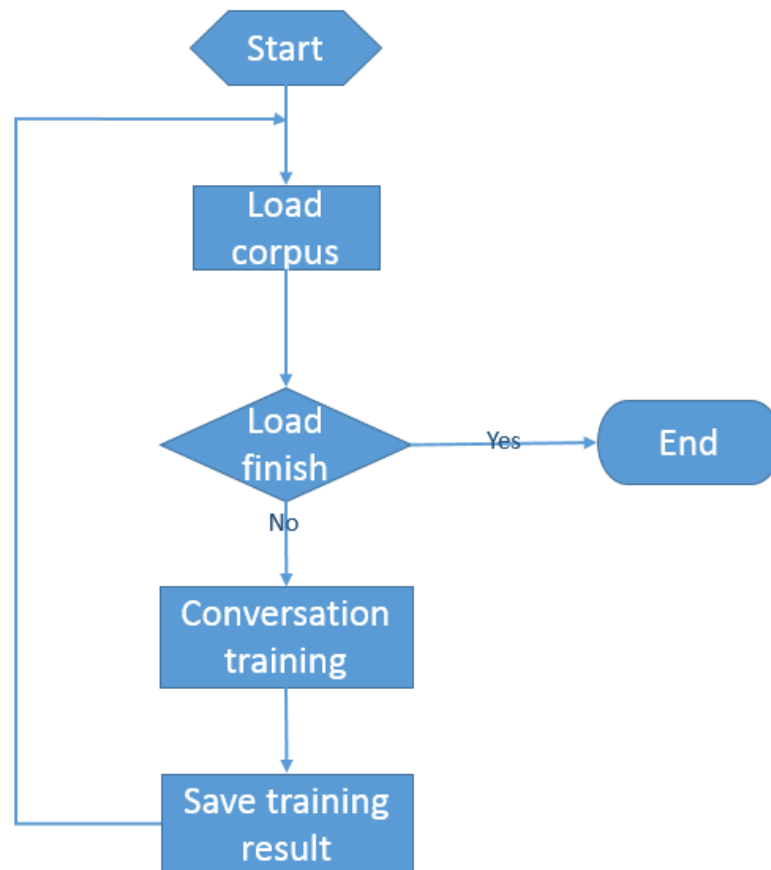 Start
Load
corpus
Load
finish
Yes
End
No
Conversation
training
Save training
result